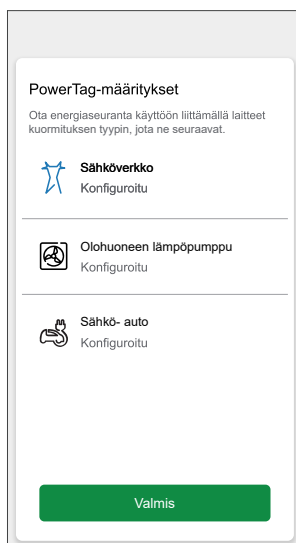 PowerTag-määritykset
Ota energiaseuranta käyttöön liittämällä laitteet
kuormituksen tyypin, jota ne seuraavat.
Sähköverkko
Konfiguroitu
Olohuoneen lämpöpumppu
Konfiguroitu
Sähkö- auto
Konfiguroitu
Valmis